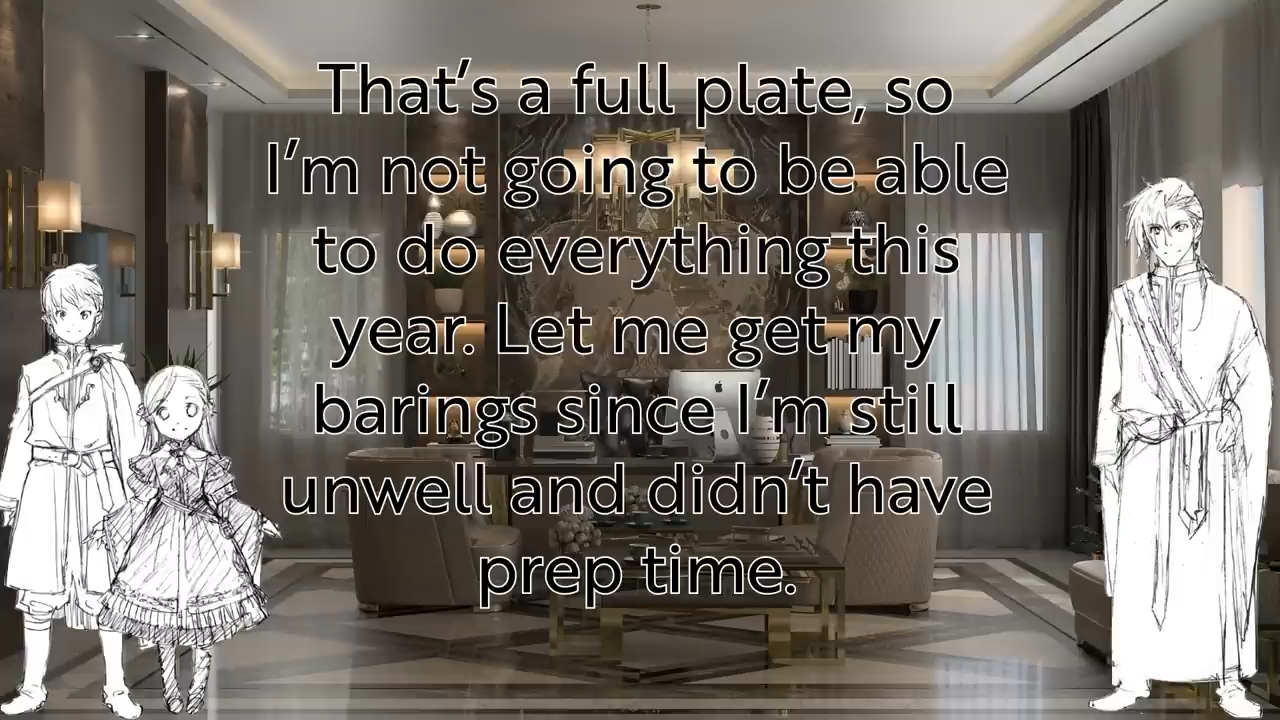 That's a full plate, so
I'm not going to be able
to do everything this
year. Let me get my
barings since I'm still
unwell and didn't have
prep time.